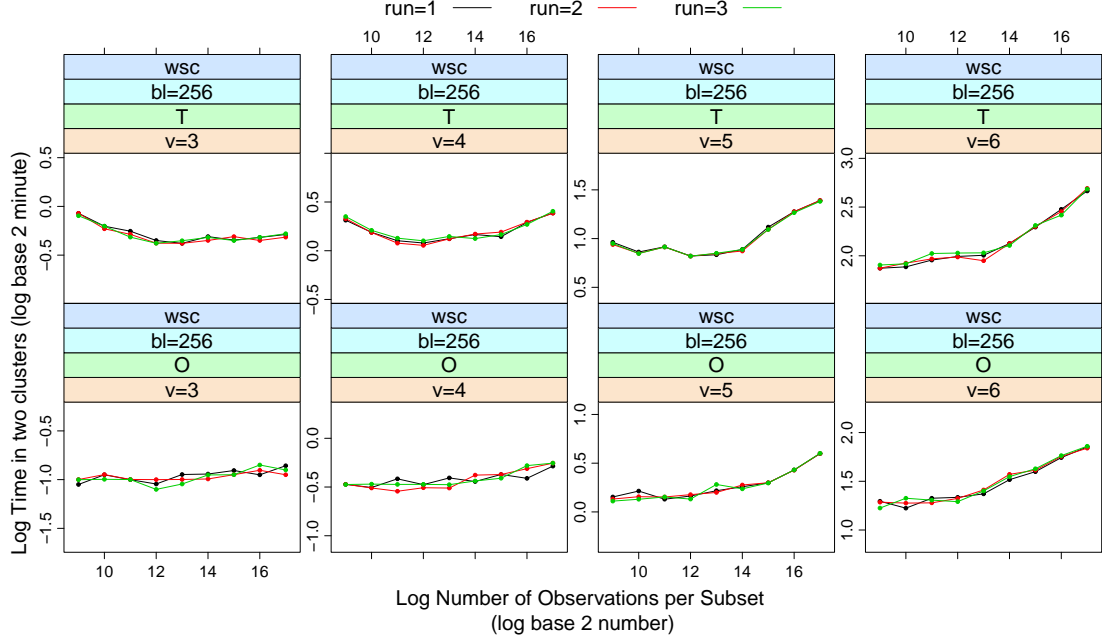 run=1 run=2 run=3
10 12 14 16 10 12 14 16
wsc wsc wsc wsc
bl=256 bl=256 bl=256 bl=256
T T T T
v=3 v=4 v=5 v=6
−0.5 0.0 0.5
−0.5 0.0 0.5
0.5 1.0 1.5
2.0 2.5 3.0
wsc wsc wsc wsc
bl=256 bl=256 bl=256 bl=256
O O O O
v=3 v=4 v=5 v=6
−1.5 −1.0 −0.5
−1.0 −0.5 0.0
0.0 0.5 1.0
1.0 1.5 2.0
10 12 14 16 10 12 14 16
Log Time in two clusters (log base 2 minute)
Log Number of Observations per Subset
(log base 2 number)